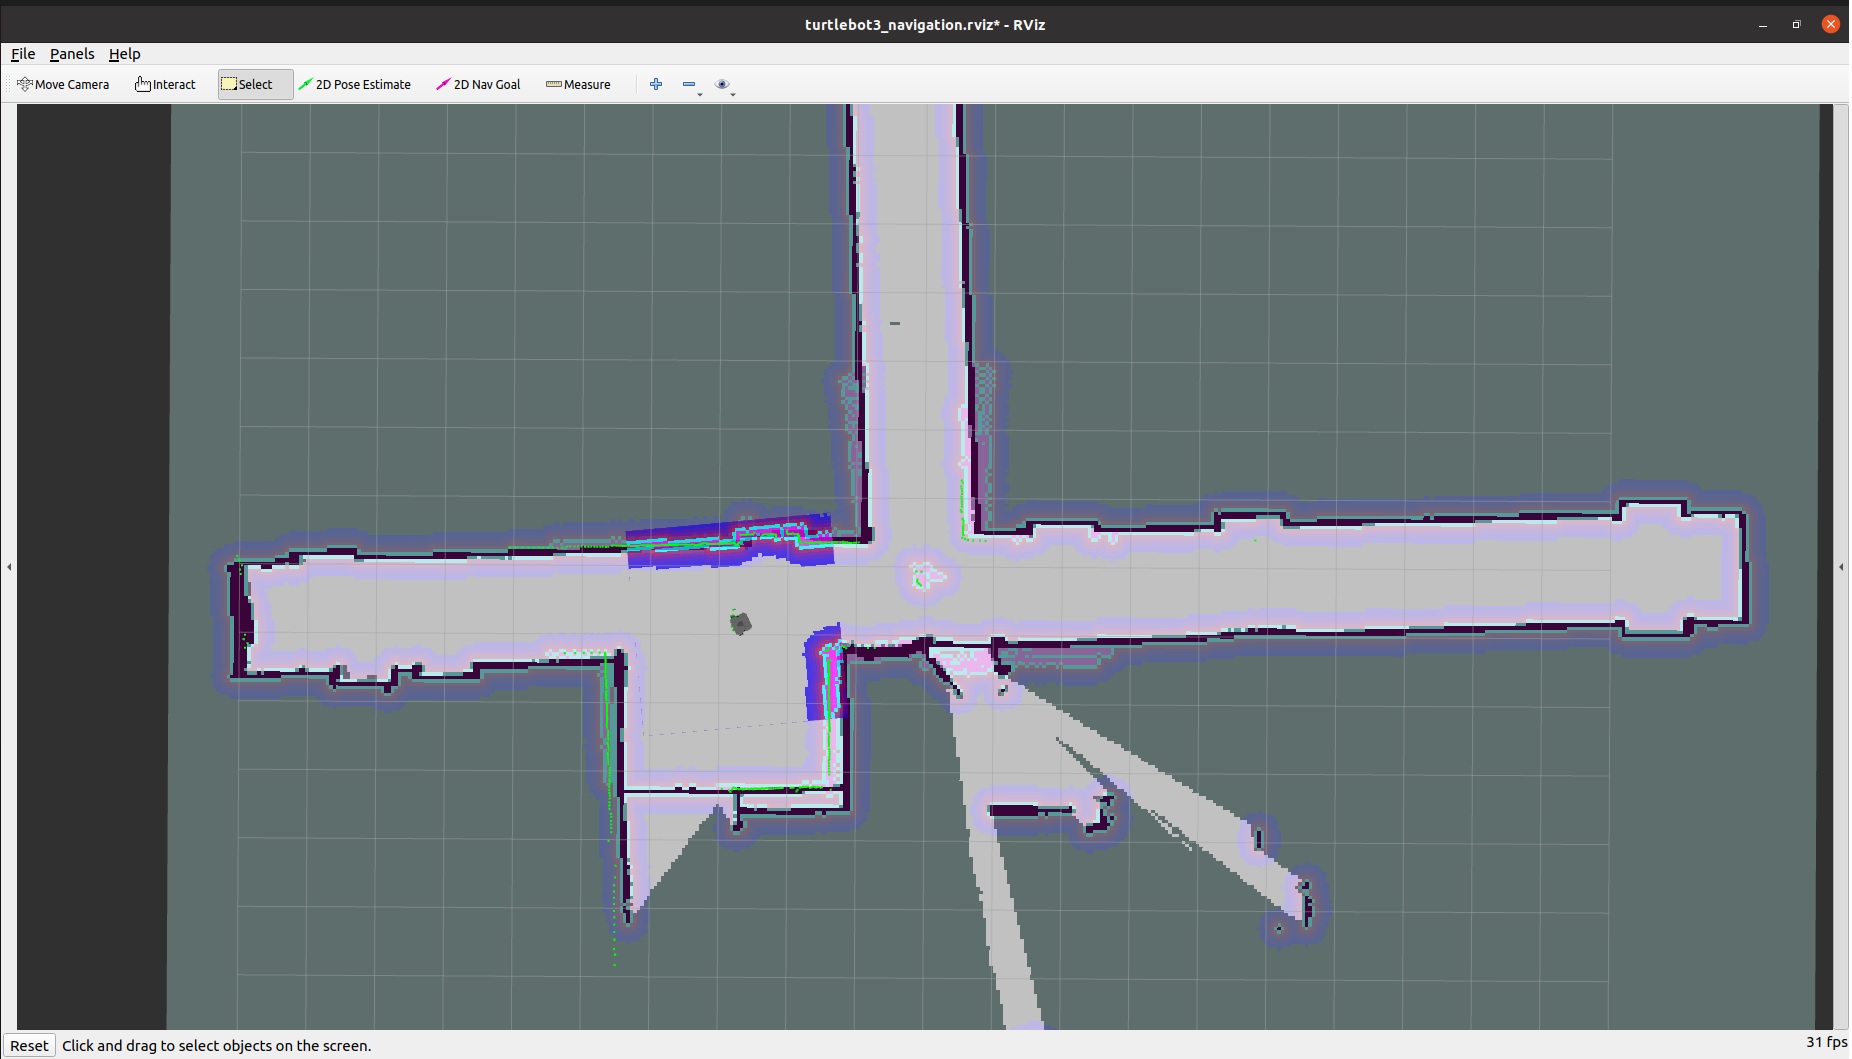 turtlebot3_navigation.rviz* - RViz
File Panels Help
Move Camera Interact Select 2D Pose Estimate 2D Nav Goal Measure
Reset Click and drag to select objects on the screen. 31 fps